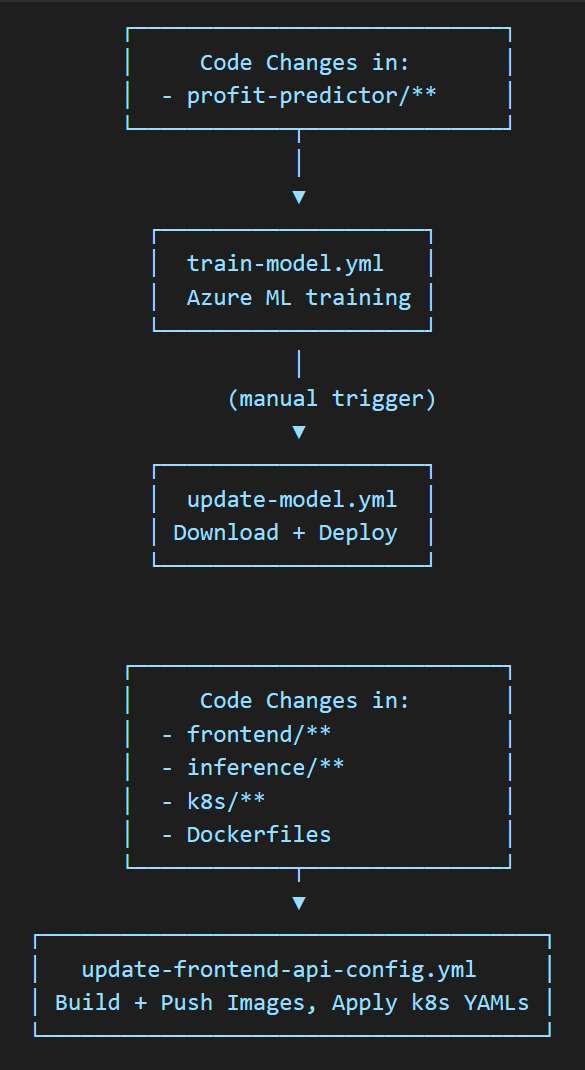 Code Changes in:
- profit-predictor/**
train-model.yml
Azure ML training
(manual trigger)
update-model.yml
Download + Deploy
Code Changes in:
- frontend/**
- inference/**
- k8s/**
- Dockerfiles
update-frontend-api-config.yml
Build + Push Images, Apply k8s YAMLs